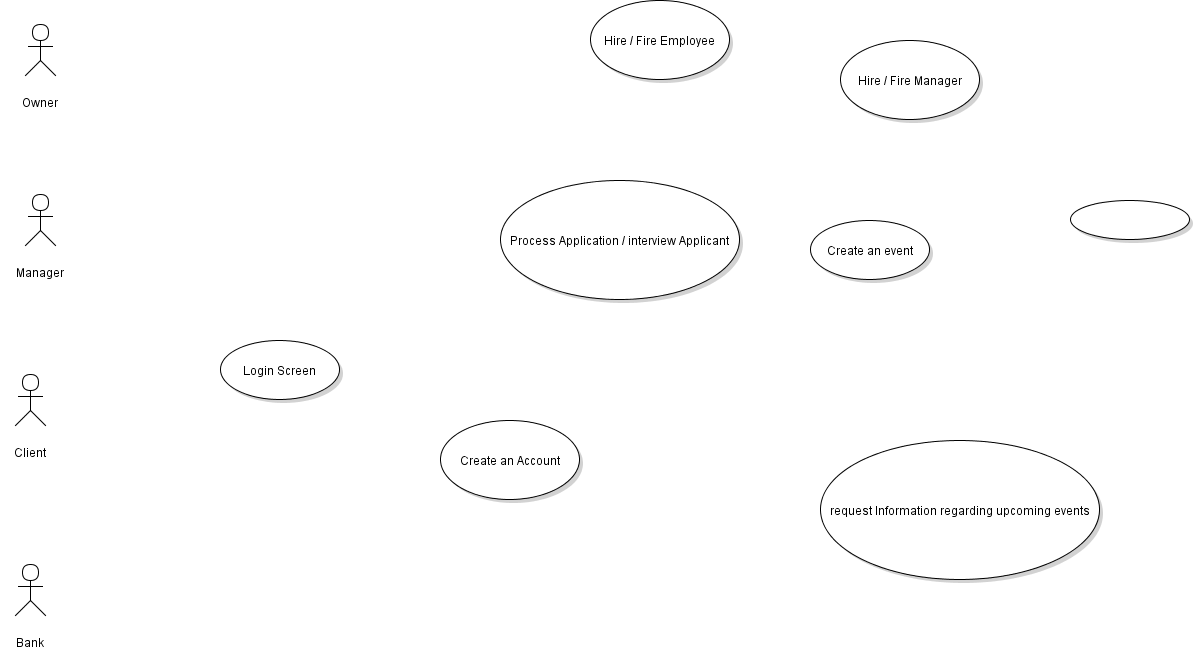 Hire / Fire Employee
Hire / Fire Manager
Owner
Process Application / interview Applicant
Create an event
Manager
Login Screen
Client
Create an Account
request Information regarding upcoming events
Bank